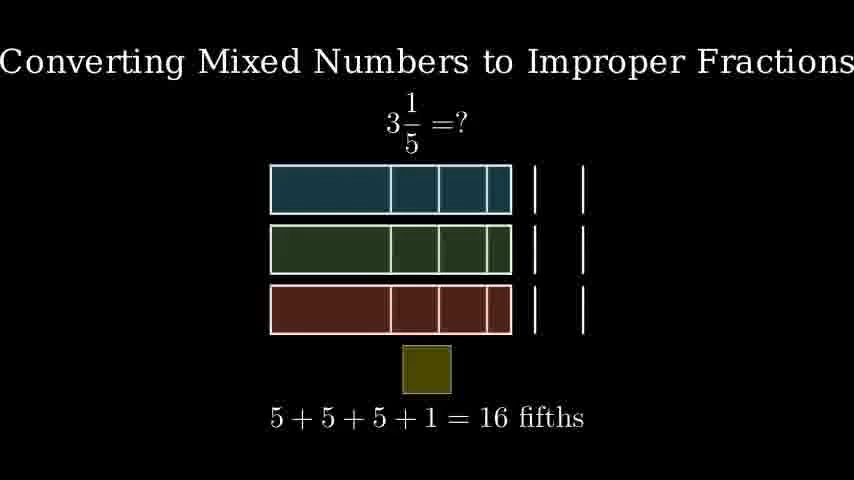 Converting Mixed Numbers to Improper Fractions
3 1/5 =?
5 + 5 + 5 + 1 = 16 fifths